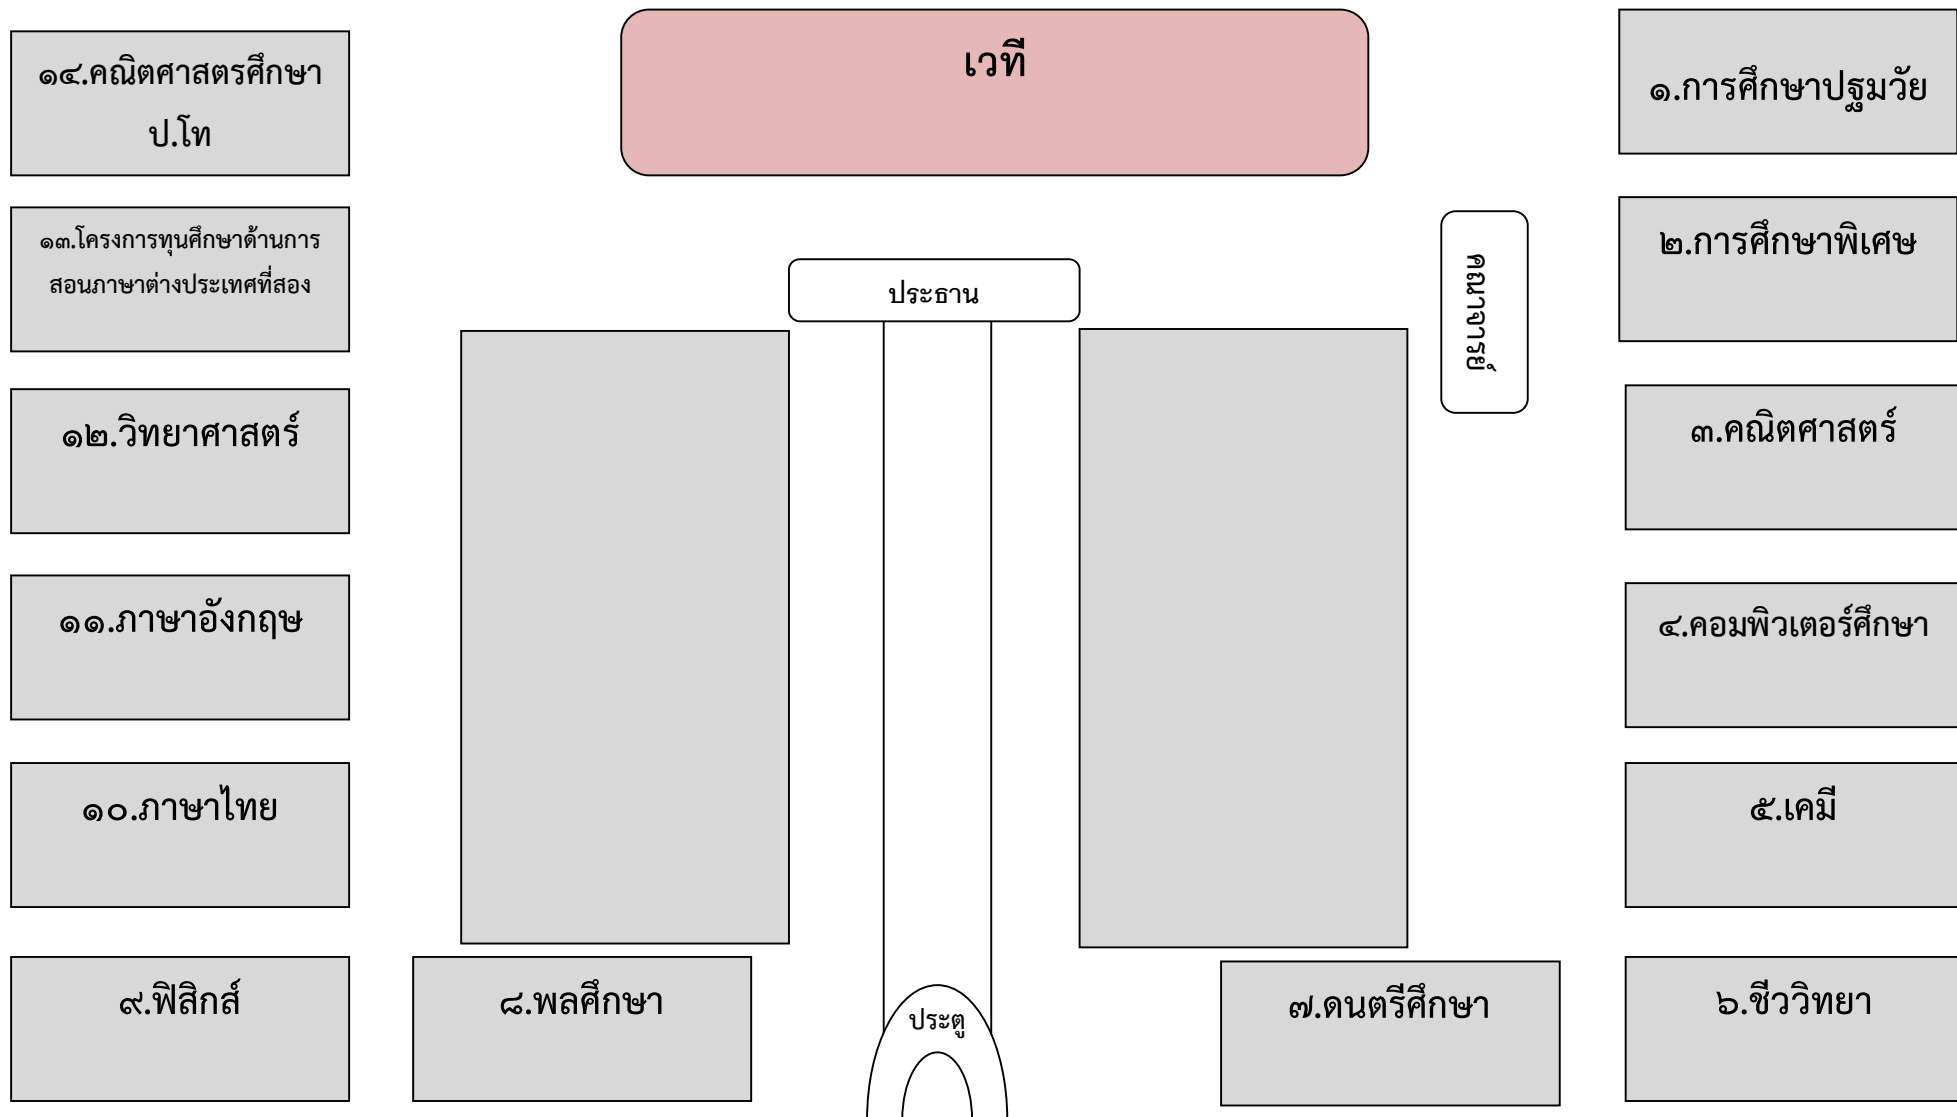 เวที
๑๔.คณิตศาสตรศึกษา
ป.โท
๑.การศึกษาปฐมวัย
๑๓.โครงการทุนศึกษาด้านการ
สอนภาษาต่างประเทศที่สอง
ประธาน
คณาจารย์
๒.การศึกษาพิเศษ
๑๒.วิทยาศาสตร์
๓.คณิตศาสตร์
๑๑.ภาษาอังกฤษ
๔.คอมพิวเตอร์ศึกษา
๑๐.ภาษาไทย
๕.เคมี
๙.ฟิสิกส์
๘.พลศึกษา
ประตู
๗.ดนตรีศึกษา
๖.ชีววิทยา